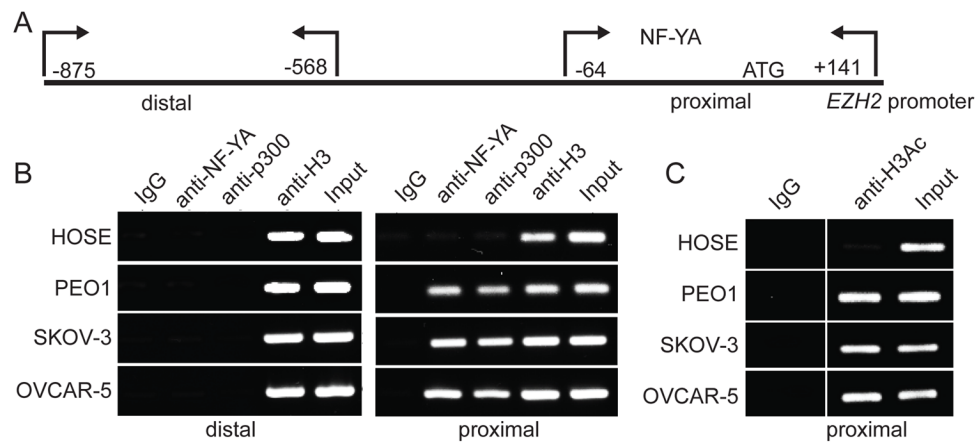 A
NF-YA
-875
-568
-64
ATG
+141
distal
proximal
EZH2 promoter
B
IgG
anti-NF-YA
anti-p300
anti-H3
Input
IgG
anti-NF-YA
anti-p300
anti-H3
Input
HOSE
PEO1
SKOV-3
OVCAR-5
distal
proximal
C
IgG
anti-H3Ac
Input
HOSE
PEO1
SKOV-3
OVCAR-5
proximal